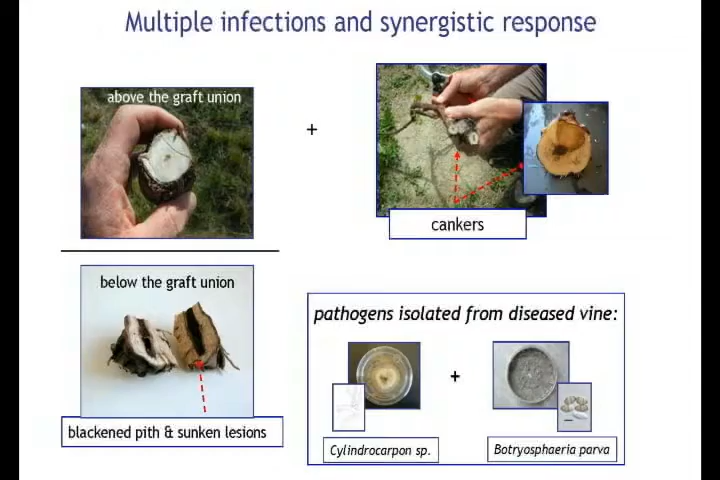 Multiple infections and synergistic response
above the graft union
+
cankers
below the graft union
blackened pith & sunken lesions
pathogens isolated from diseased vine:
+
Cylindrocarpon sp.
Botryosphaeria parva